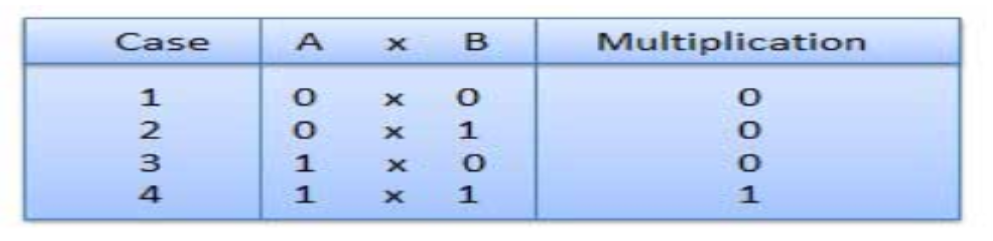 Case A x B Multiplication
1 0 x 0 0
2 0 x 1 0
3 1 x 0 0
4 1 x 1 1